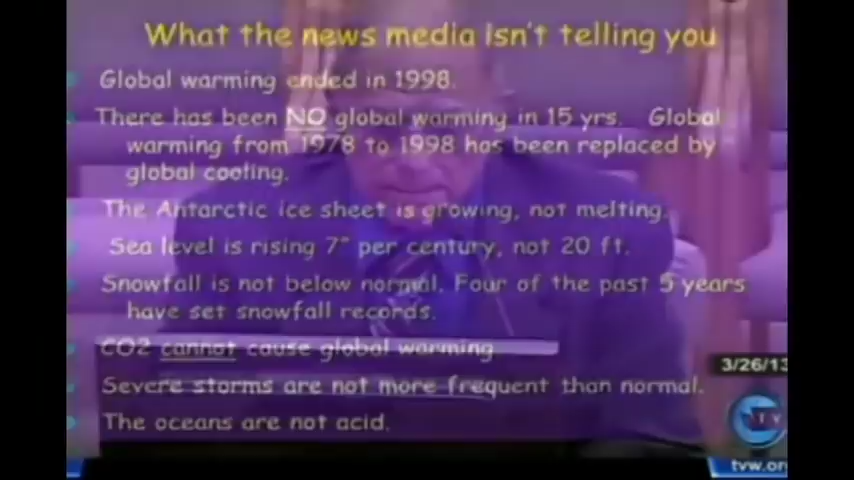 What the news media isn't telling you
Global warming ended in 1998.
There has been NO global warming in 15 yrs. Global
warming from 1978 to 1998 has been replaced by
global cooling.
The Antarctic ice sheet is growing, not melting.
Sea level is rising 7" per century, not 20 ft.
Snowfall is not below normal. Four of the past 5 years
have set snowfall records.
CO2 cannot cause global warming
3/26/13
Severe storms are not more frequent than normal.
The oceans are not acid.
TV
tvw.or